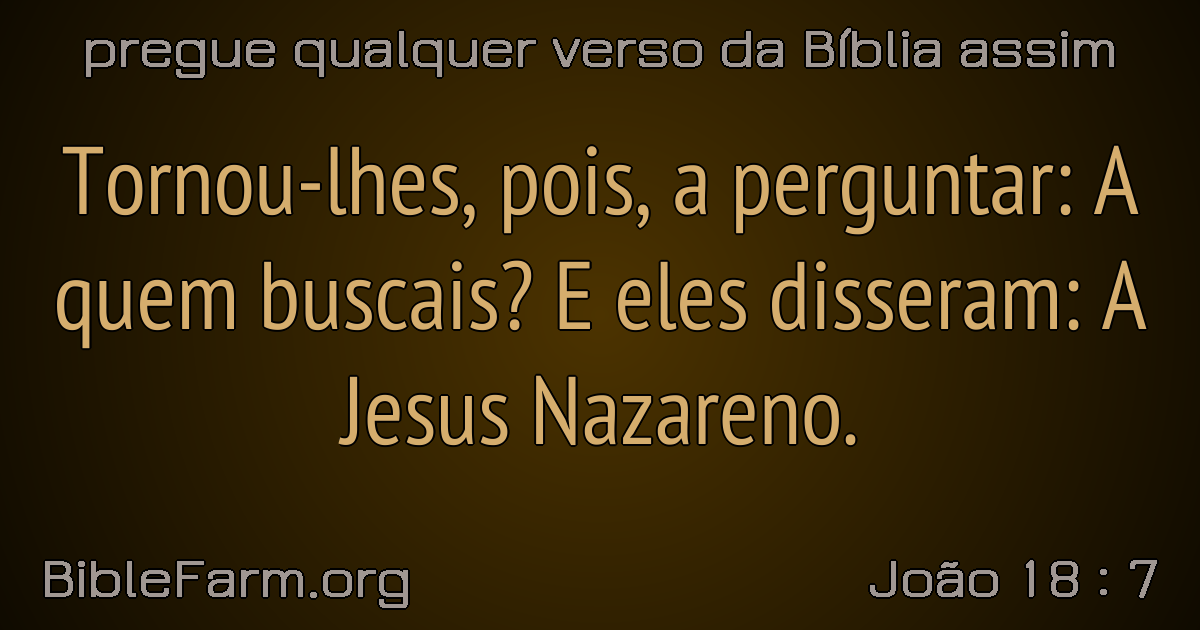 pregue qualquer verso da Bíblia assim
Tornou-lhes, pois, a perguntar: A
quem buscais? E eles disseram: A
Jesus Nazareno.
BibleFarm.org
João 18 : 7